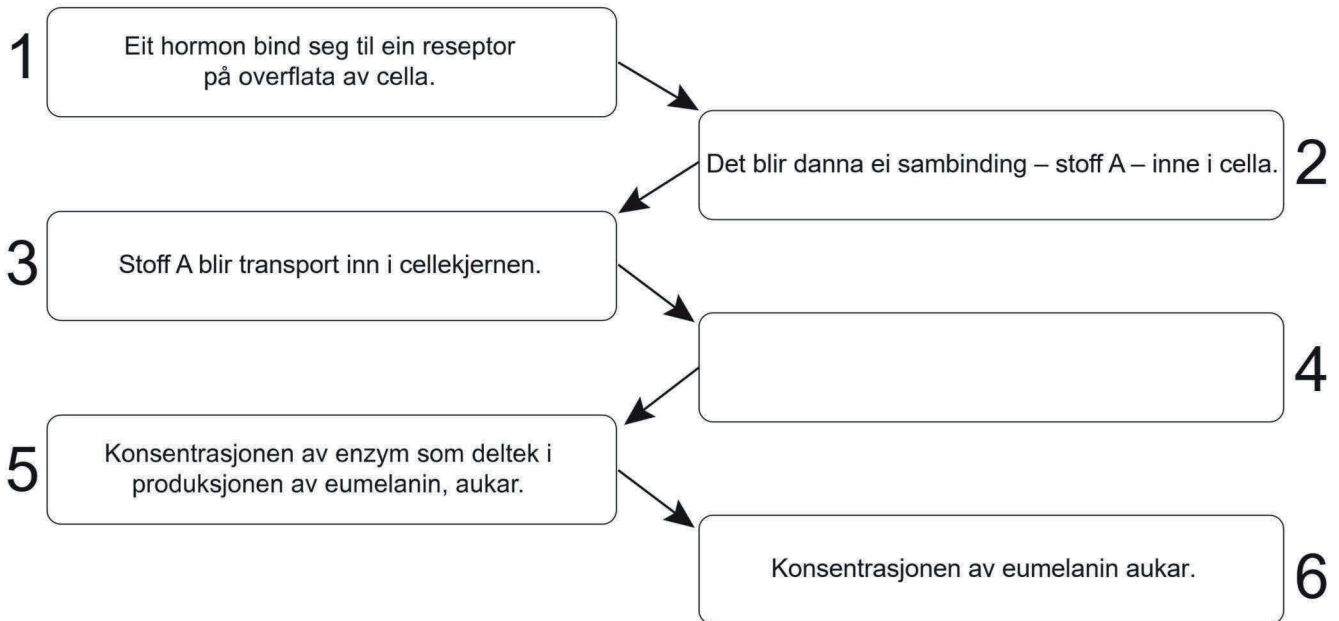 1
Eit hormon bind seg til ein reseptor
på overflata av cella.
Det blir danna ei sambinding – stoff A – inne i cella.
2
3
Stoff A blir transport inn i cellekjernen.
4
5
Konsentrasjonen av enzym som deltek i
produksjonen av eumelanin, aukar.
Konsentrasjonen av eumelanin aukar.
6